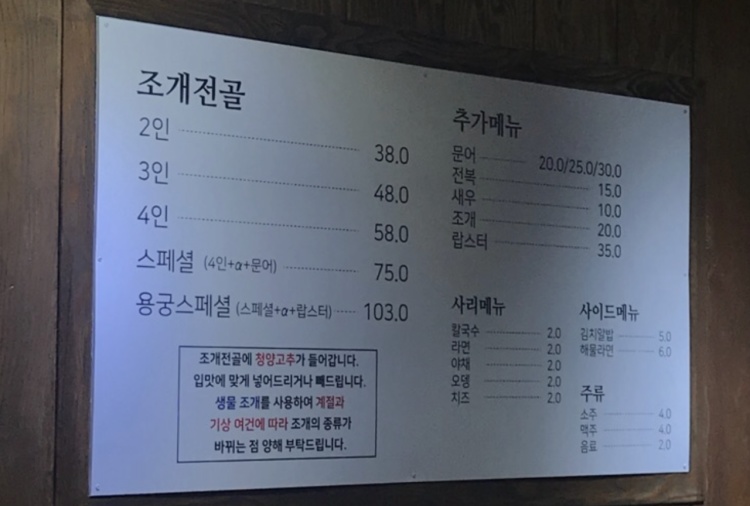 조개전골
2인 38.0
3인 48.0
4인 58.0
스페셜 (4인+α+문어) 75.0
용궁스페셜 (스페셜+α+랍스터) 103.0
조개전골에 청양고추가 들어갑니다.
입맛에 맞게 넣어드리거나 빼드립니다.
생물 조개를 사용하여 계절과
기상 여건에 따라 조개의 종류가
바뀌는 점 양해 부탁드립니다.
추가메뉴
문어 20.0/25.0/30.0
전복 15.0
새우 10.0
조개 20.0
랍스터 35.0
사리메뉴
칼국수 2.0
라면 2.0
야채 2.0
오뎅 2.0
치즈 2.0
사이드메뉴
김치알밥 5.0
해물라면 6.0
주류
소주 4.0
맥주 4.0
음료 2.0